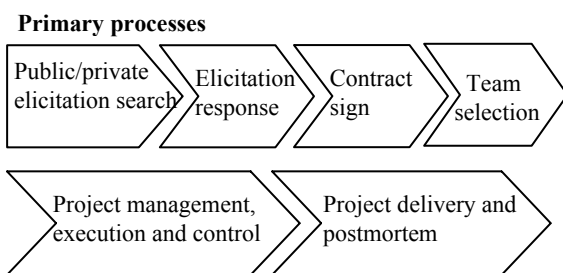 Primary processes
Public/private
elicitation search
Elicitation
response
Contract
sign
Team
selection
Project management,
execution and control
Project delivery and
postmortem